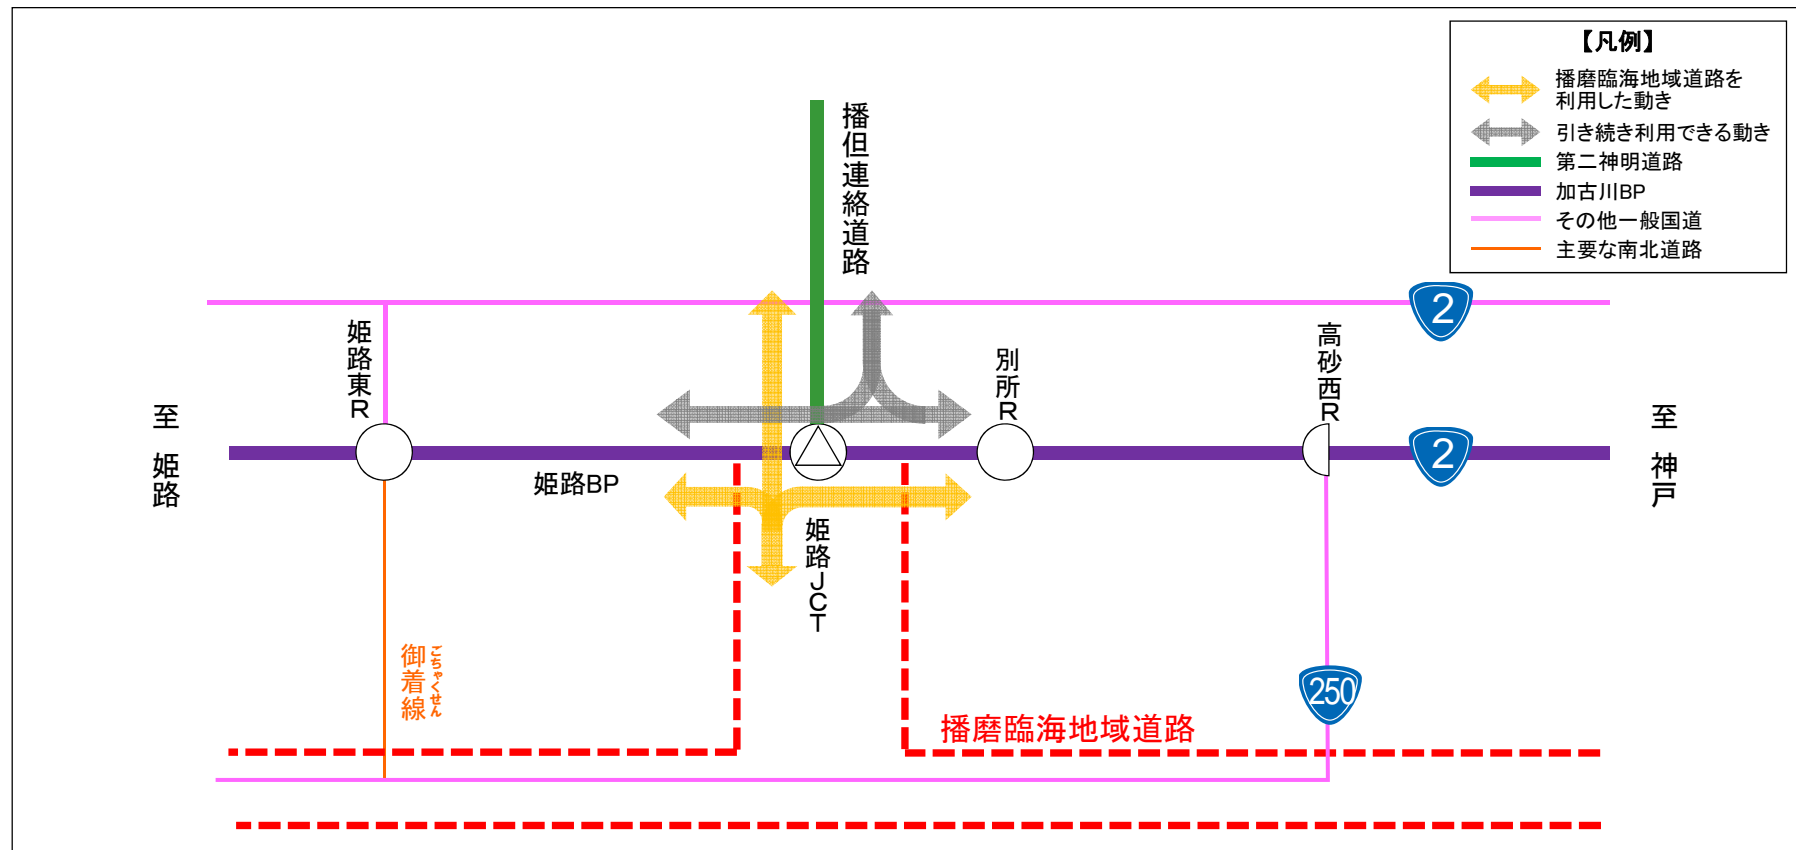 【凡例】
播磨臨海地域道路を
利用した動き
引き続き利用できる動き
第二神明道路
加古川BP
その他一般国道
主要な南北道路
播但連絡道路
2
姫路東R
別所R
高砂西R
至 姫路
至 神戸
2
姫路BP
姫路JCT
御着線
ごちゃくせん
250
播磨臨海地域道路